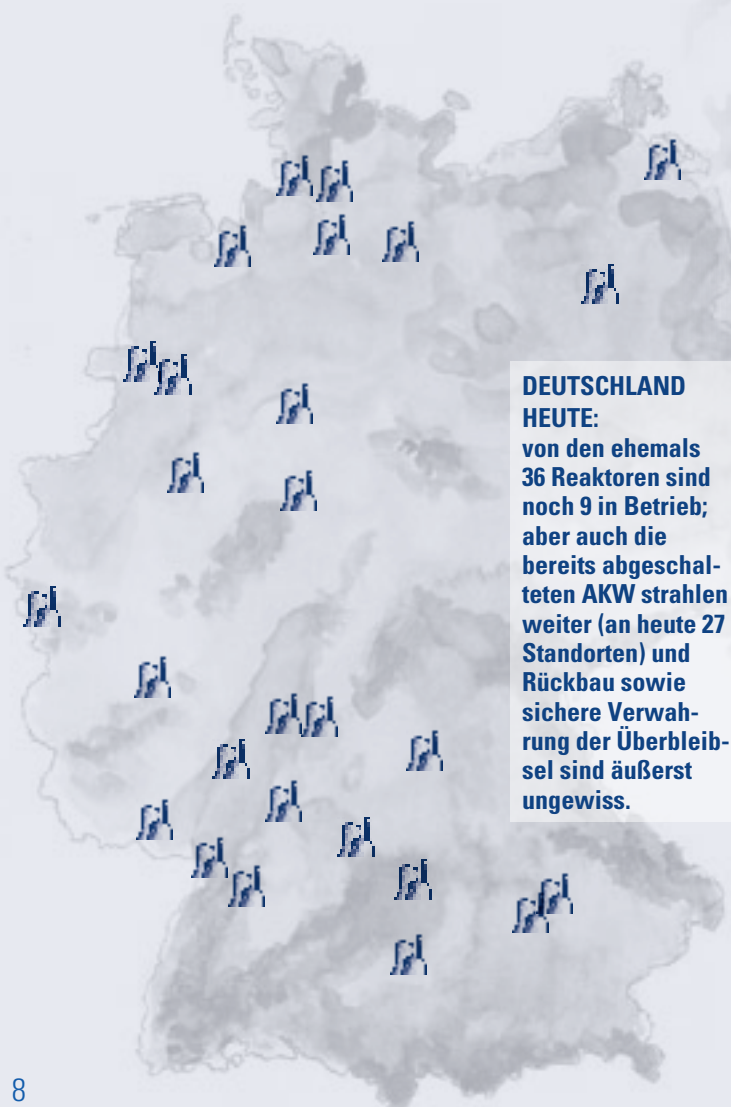 DEUTSCHLAND
HEUTE:
von den ehemals
36 Reaktoren sind
noch 9 in Betrieb;
aber auch die
bereits abgeschal-
teten AKW strahlen
weiter (an heute 27
Standorten) und
Rückbau sowie
sichere Verwah-
rung der Überbleib-
sel sind äußerst
ungewiss.
8